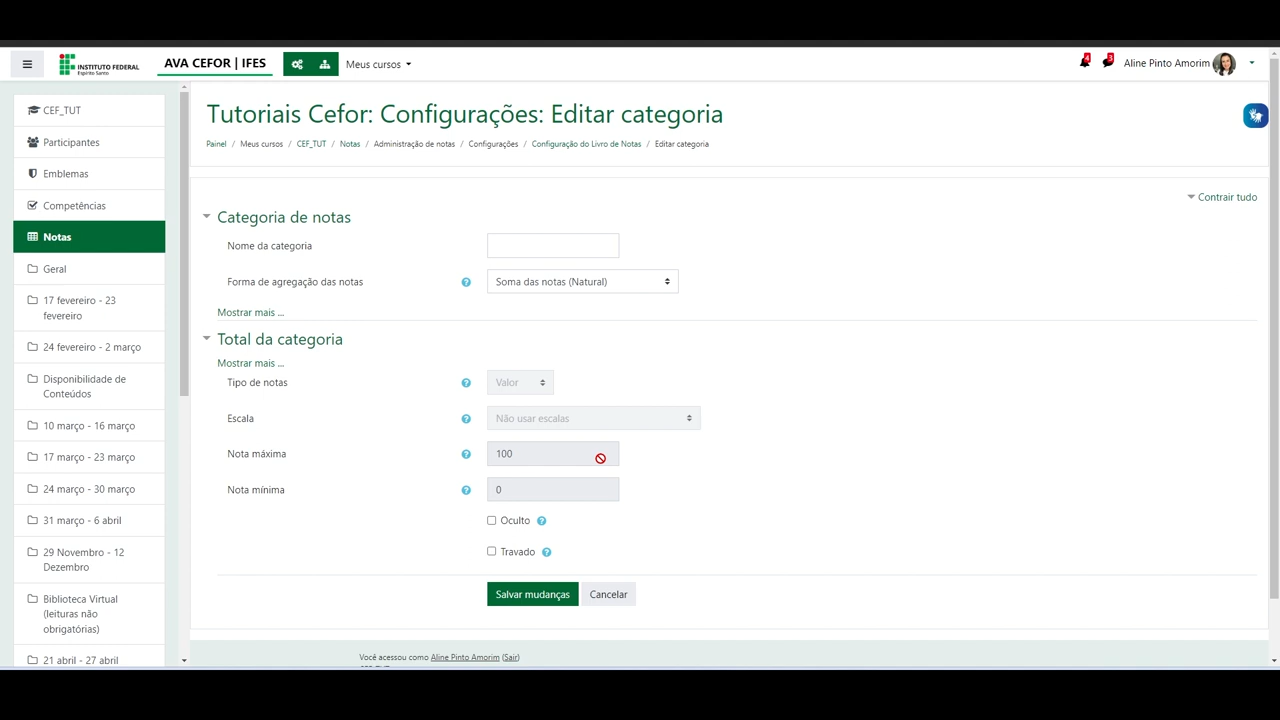 INSTITUTO FEDERAL
Espírito Santo
AVA CEFOR | IFES
Meus cursos
4
3
Aline Pinto Amorim
CEF_TUT
Participantes
Emblemas
Competências
Notas
Geral
17 fevereiro - 23
fevereiro
24 fevereiro - 2 março
Disponibilidade de
Conteúdos
10 março - 16 março
17 março - 23 março
24 março - 30 março
31 março - 6 abril
29 Novembro - 12
Dezembro
Biblioteca Virtual
(leituras não
obrigatórias)
21 abril - 27 abril
Tutoriais Cefor: Configurações: Editar categoria
Painel / Meus cursos / CEF_TUT / Notas / Administração de notas / Configurações / Configuração do Livro de Notas / Editar categoria
Contrair tudo
Categoria de notas
Nome da categoria
Forma de agregação das notas ? Soma das notas (Natural)
Mostrar mais ...
Total da categoria
Mostrar mais ...
Tipo de notas ? Valor
Escala ? Não usar escalas
Nota máxima ? 100
Nota mínima ? 0
Oculto ?
Travado ?
Salvar mudanças Cancelar
Você acessou como Aline Pinto Amorim (Sair)